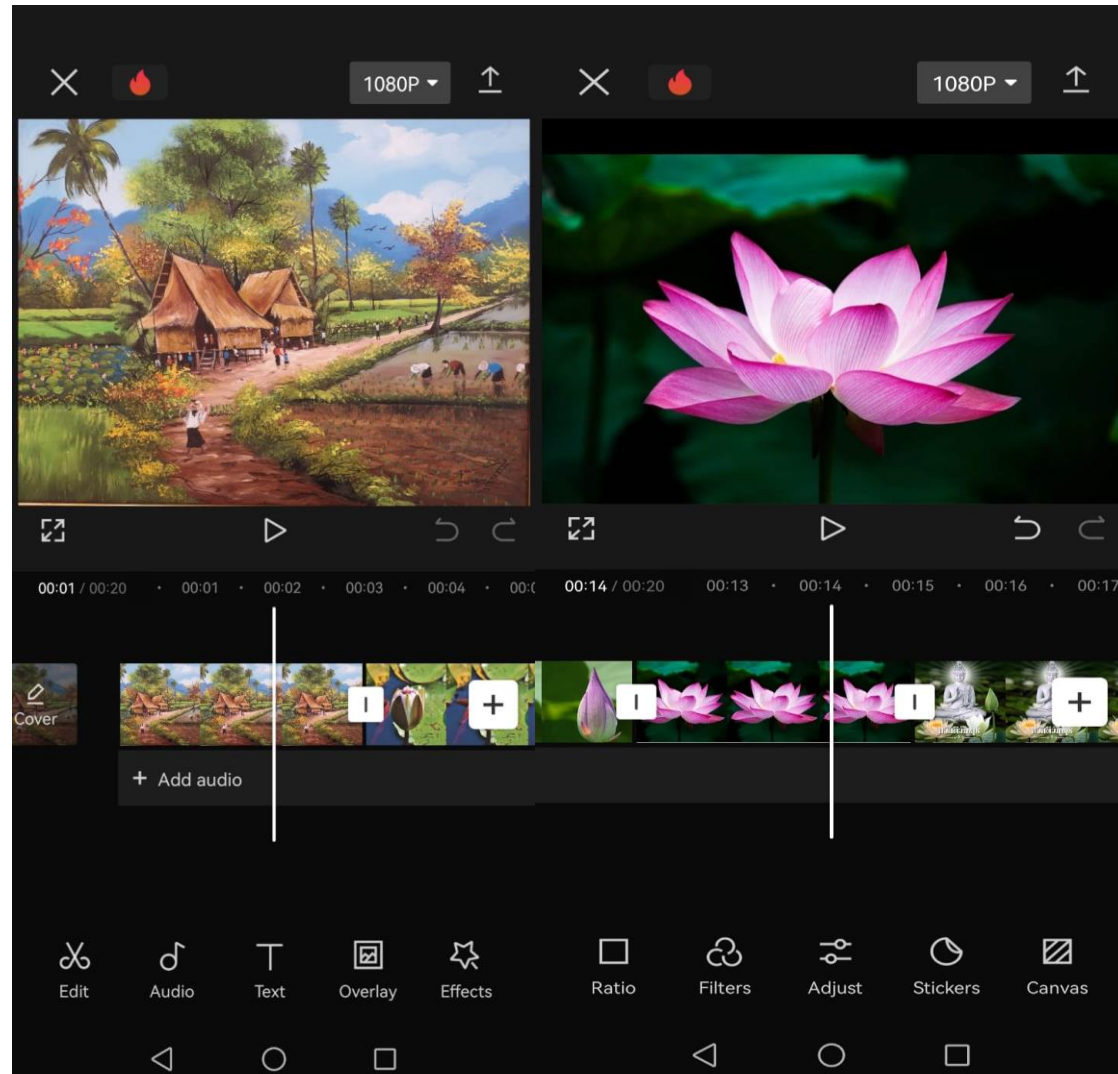 1080P
00:01 / 00:20 00:01 00:02 00:03 00:04
Cover
+ Add audio
Edit Audio Text Overlay Effects
1080P
00:14 / 00:20 00:13 00:14 00:15 00:16 00:17
Ratio Filters Adjust Stickers Canvas